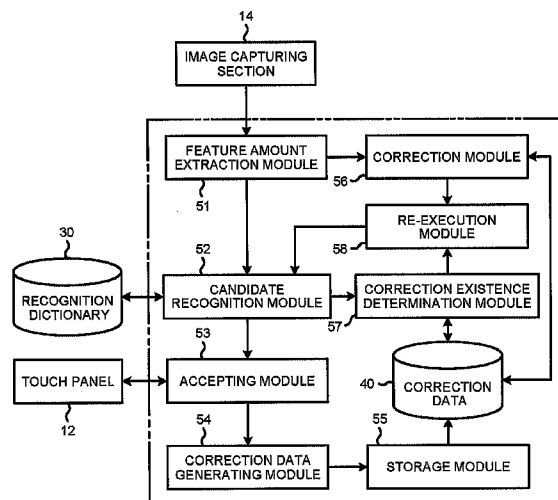 14
IMAGE CAPTURING
SECTION
FEATURE AMOUNT
EXTRACTION MODULE
51
CORRECTION MODULE
56
RE-EXECUTION
MODULE
58
30
RECOGNITION
DICTIONARY
52
CANDIDATE
RECOGNITION MODULE
CORRECTION EXISTENCE
DETERMINATION MODULE
57
53
TOUCH PANEL
12
ACCEPTING MODULE
40
CORRECTION
DATA
54
CORRECTION DATA
GENERATING MODULE
55
STORAGE MODULE